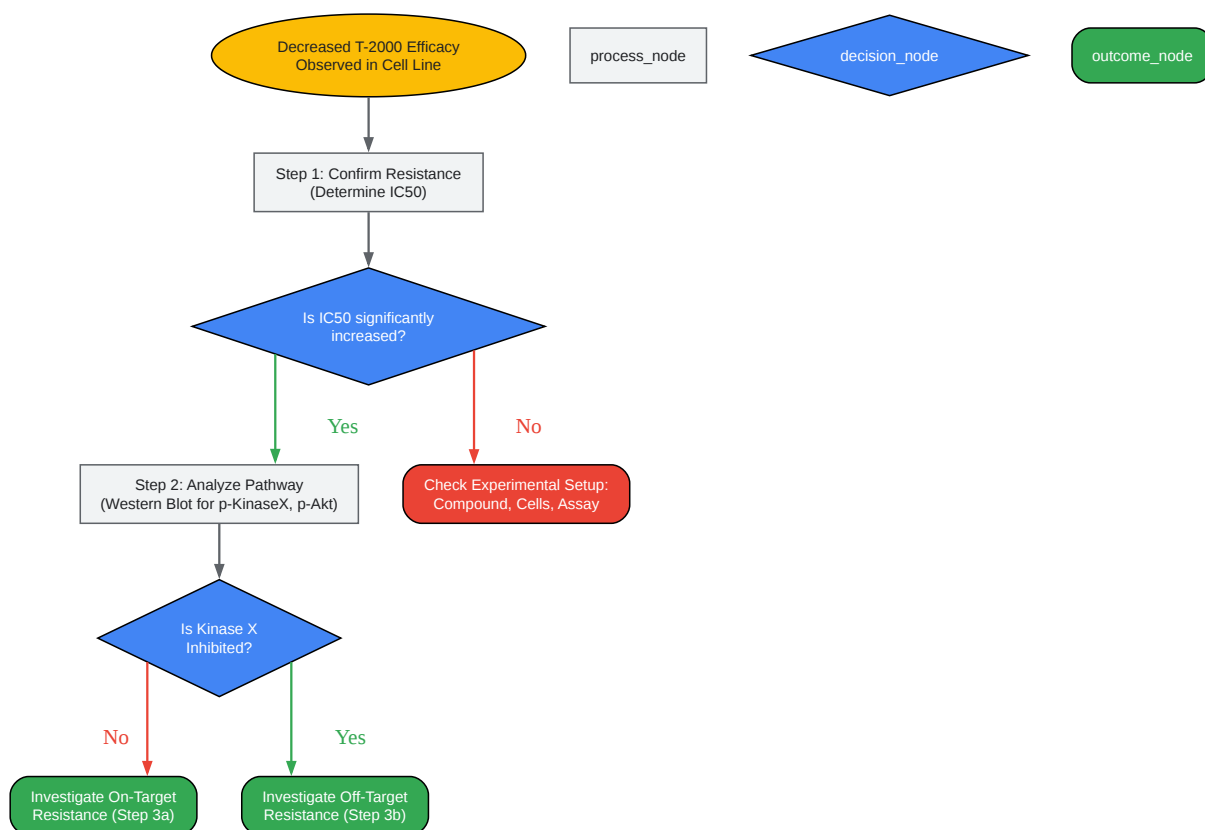 Decreased T-2000 Efficacy
Observed in Cell Line
process_node
decision_node
outcome_node
Step 1: Confirm Resistance
(Determine IC50)
Is IC50 significantly
increased?
Yes
No
Step 2: Analyze Pathway
(Western Blot for p-KinaseX, p-Akt)
Check Experimental Setup:
Compound, Cells, Assay
Is Kinase X
Inhibited?
No
Yes
Investigate On-Target
Resistance (Step 3a)
Investigate Off-Target
Resistance (Step 3b)